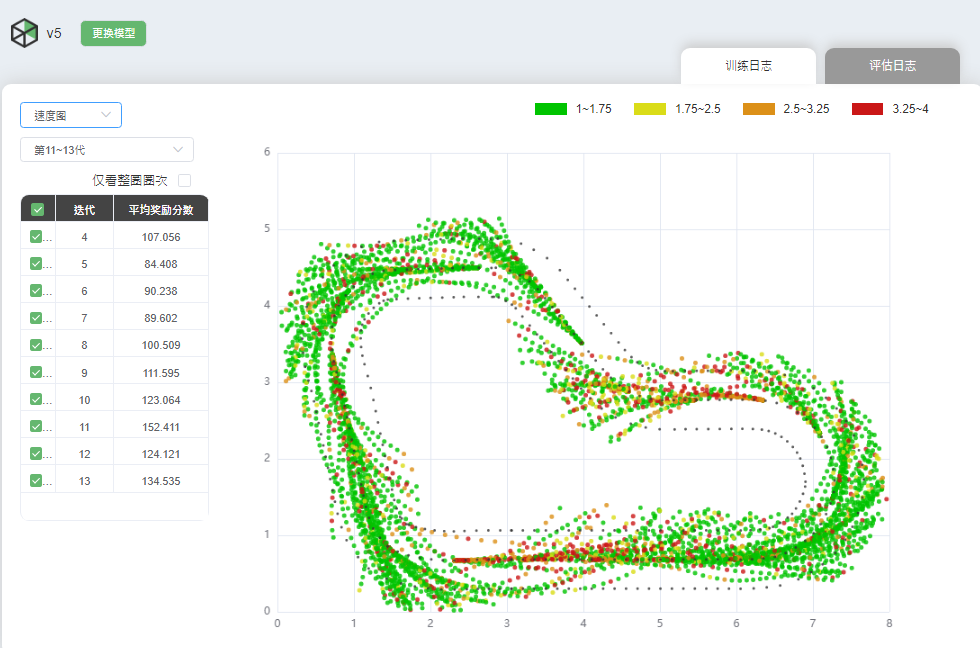 v5 更换模型
训练日志 评估日志
速度图
1~1.75 1.75~2.5 2.5~3.25 3.25~4
第11~13代
仅看整圈圈次
迭代 平均奖励分数
... 4 107.056
... 5 84.408
... 6 90.238
... 7 89.602
... 8 100.509
... 9 111.595
... 10 123.064
... 11 152.411
... 12 124.121
... 13 134.535
6
5
4
3
2
1
0
0 1 2 3 4 5 6 7 8